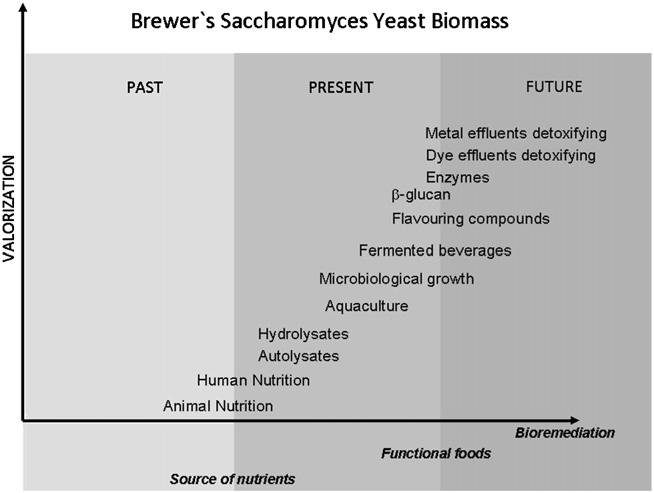 Brewer`s Saccharomyces Yeast Biomass
PAST
PRESENT
FUTURE
VALORIZATION
Metal effluents detoxifying
Dye effluents detoxifying
Enzymes
β-glucan
Flavouring compounds
Fermented beverages
Microbiological growth
Aquaculture
Hydrolysates
Autolysates
Human Nutrition
Animal Nutrition
Bioremediation
Functional foods
Source of nutrients